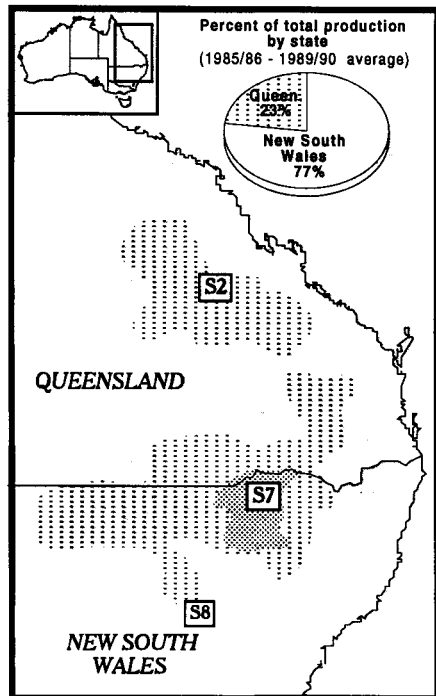 Percent of total production
by state
(1985/86 - 1989/90 average)
Queen.
23%
New South
Wales
77%
S2
QUEENSLAND
S7
S8
NEW SOUTH
WALES